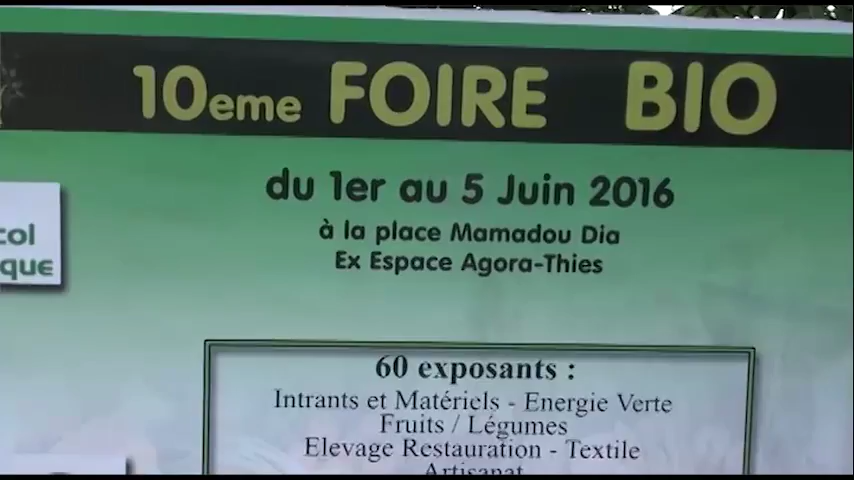 10eme FOIRE BIO
du 1er au 5 Juin 2016
à la place Mamadou Dia
Ex Espace Agora-Thies
col
que
60 exposants :
Intrants et Matériels - Energie Verte
Fruits / Légumes
Elevage Restauration - Textile
Artisanat